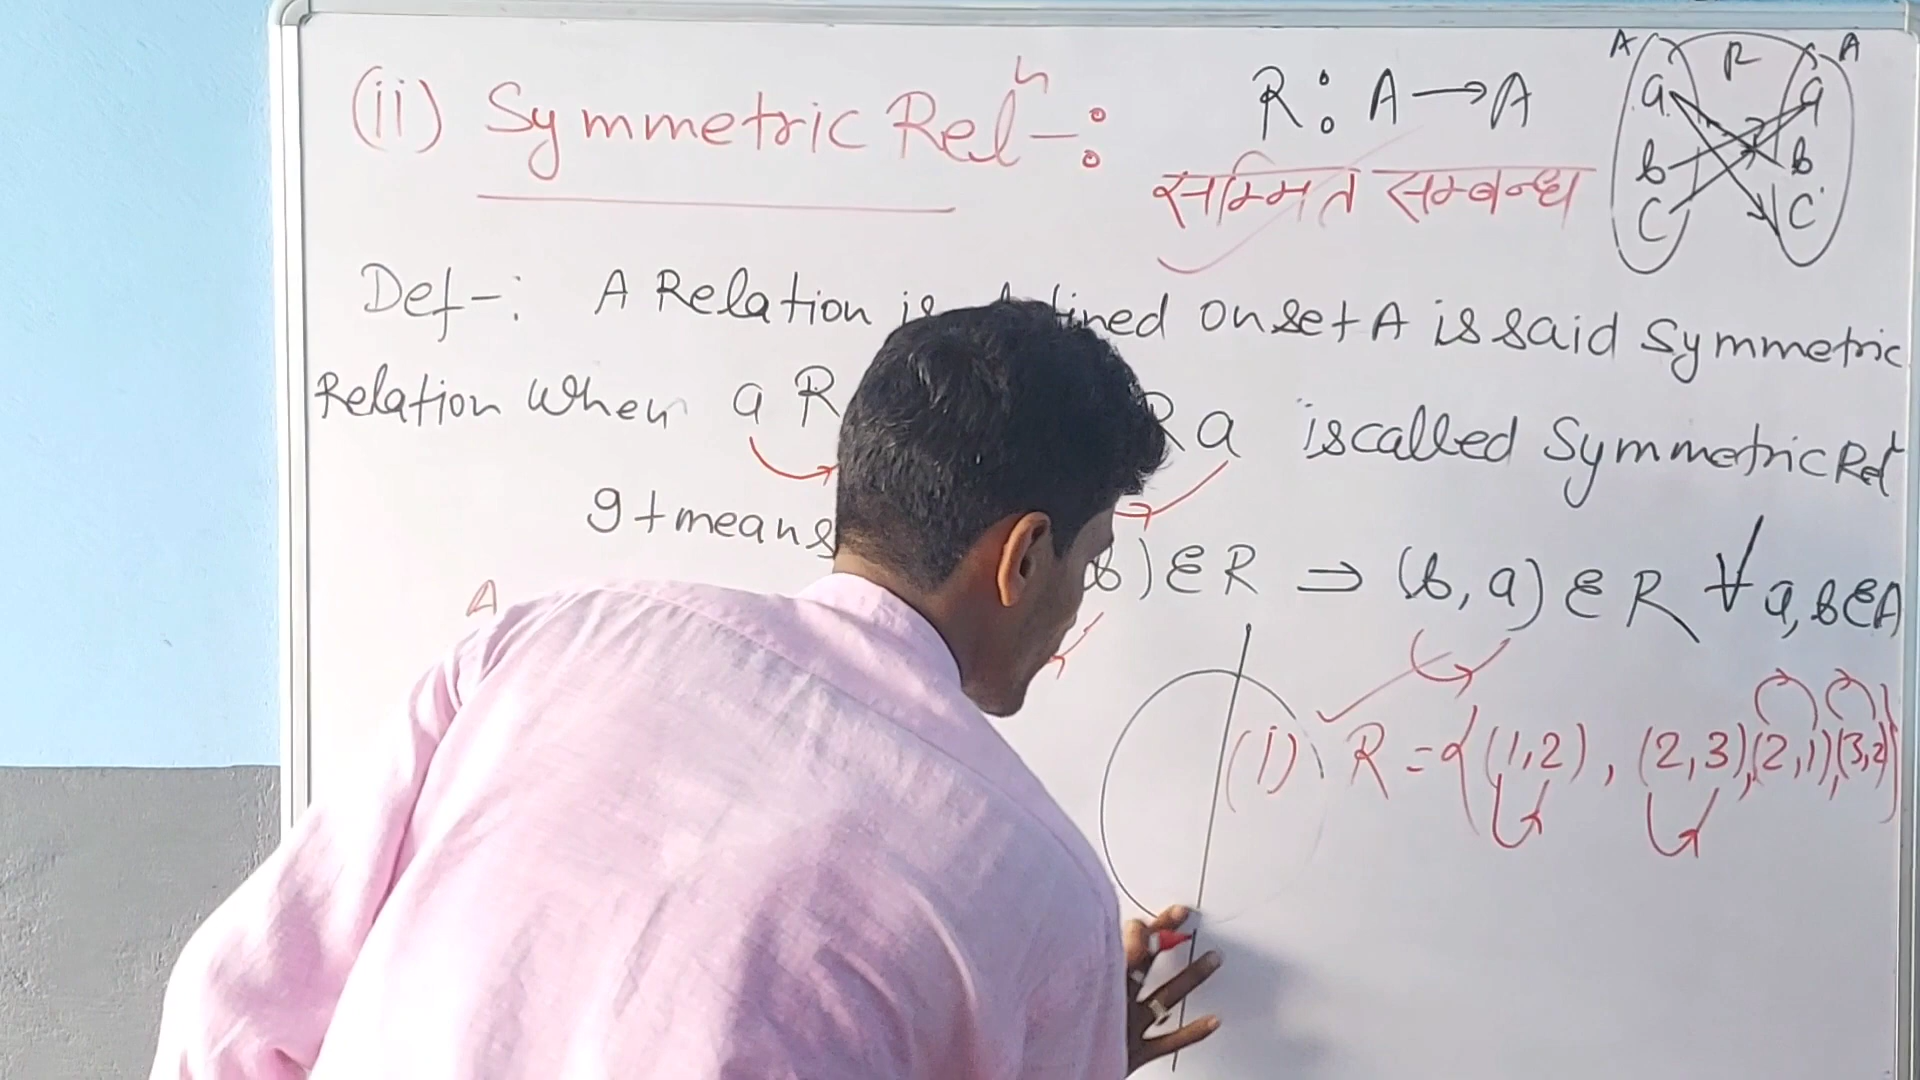 (ii) Symmetric Relⁿ-: R: A→A
सम्मित सम्बन्ध
A R A
a a
b b
C C
Def-: A Relation is defined on set A is said Symmetric
Relation When a R R a is called Symmetric Rel
It means b) ∈ R ⇒ (b, a) ∈ R ∀ a, b ∈ A
A
(i) R = {(1,2), (2,3), (2,1), (3,2)}